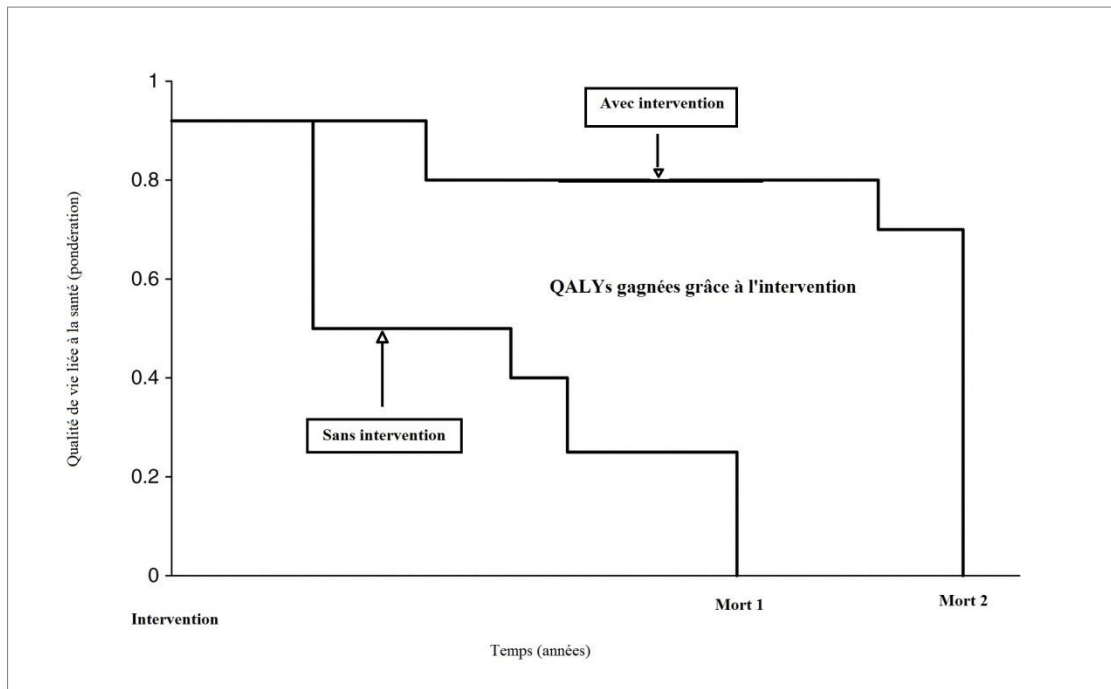 Qualité de vie liée à la santé (pondération)
1
0.8
0.6
0.4
0.2
0
Avec intervention
QALYs gagnées grâce à l'intervention
Sans intervention
Intervention
Mort 1
Mort 2
Temps (années)